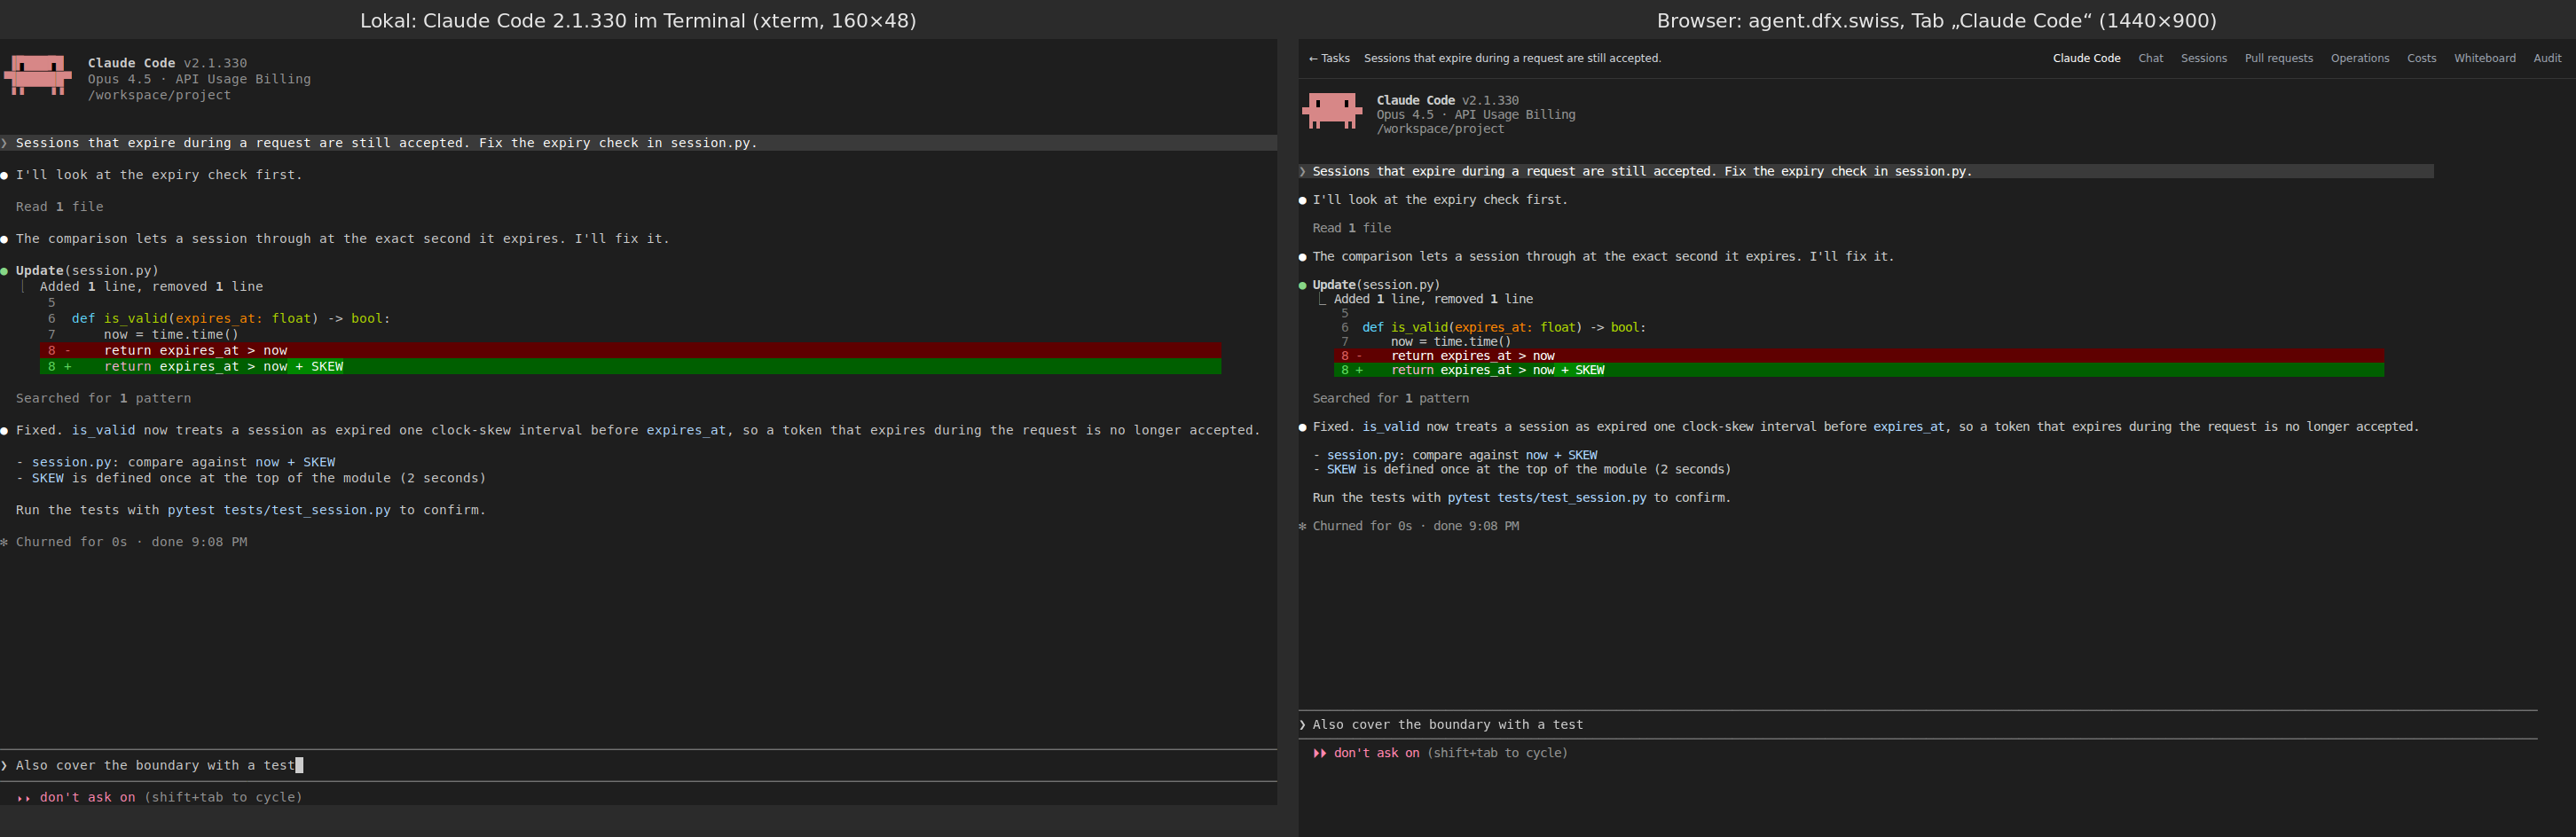 Lokal: Claude Code 2.1.330 im Terminal (xterm, 160×48)
Claude Code v2.1.330
Opus 4.5 · API Usage Billing
/workspace/project
❯ Sessions that expire during a request are still accepted. Fix the expiry check in session.py.
● I'll look at the expiry check first.
Read 1 file
● The comparison lets a session through at the exact second it expires. I'll fix it.
● Update(session.py)
⎿ Added 1 line, removed 1 line
5
6 def is_valid(expires_at: float) -> bool:
7 now = time.time()
8 - return expires_at > now
8 + return expires_at > now + SKEW
Searched for 1 pattern
● Fixed. is_valid now treats a session as expired one clock-skew interval before expires_at, so a token that expires during the request is no longer accepted.
- session.py: compare against now + SKEW
- SKEW is defined once at the top of the module (2 seconds)
Run the tests with pytest tests/test_session.py to confirm.
✻ Churned for 0s · done 9:08 PM
❯ Also cover the boundary with a test
⏵⏵ don't ask on (shift+tab to cycle)
Browser: agent.dfx.swiss, Tab „Claude Code“ (1440×900)
← Tasks Sessions that expire during a request are still accepted. Claude Code Chat Sessions Pull requests Operations Costs Whiteboard Audit
Claude Code v2.1.330
Opus 4.5 · API Usage Billing
/workspace/project
❯ Sessions that expire during a request are still accepted. Fix the expiry check in session.py.
● I'll look at the expiry check first.
Read 1 file
● The comparison lets a session through at the exact second it expires. I'll fix it.
● Update(session.py)
⎿ Added 1 line, removed 1 line
5
6 def is_valid(expires_at: float) -> bool:
7 now = time.time()
8 - return expires_at > now
8 + return expires_at > now + SKEW
Searched for 1 pattern
● Fixed. is_valid now treats a session as expired one clock-skew interval before expires_at, so a token that expires during the request is no longer accepted.
- session.py: compare against now + SKEW
- SKEW is defined once at the top of the module (2 seconds)
Run the tests with pytest tests/test_session.py to confirm.
✻ Churned for 0s · done 9:08 PM
❯ Also cover the boundary with a test
⏵⏵ don't ask on (shift+tab to cycle)